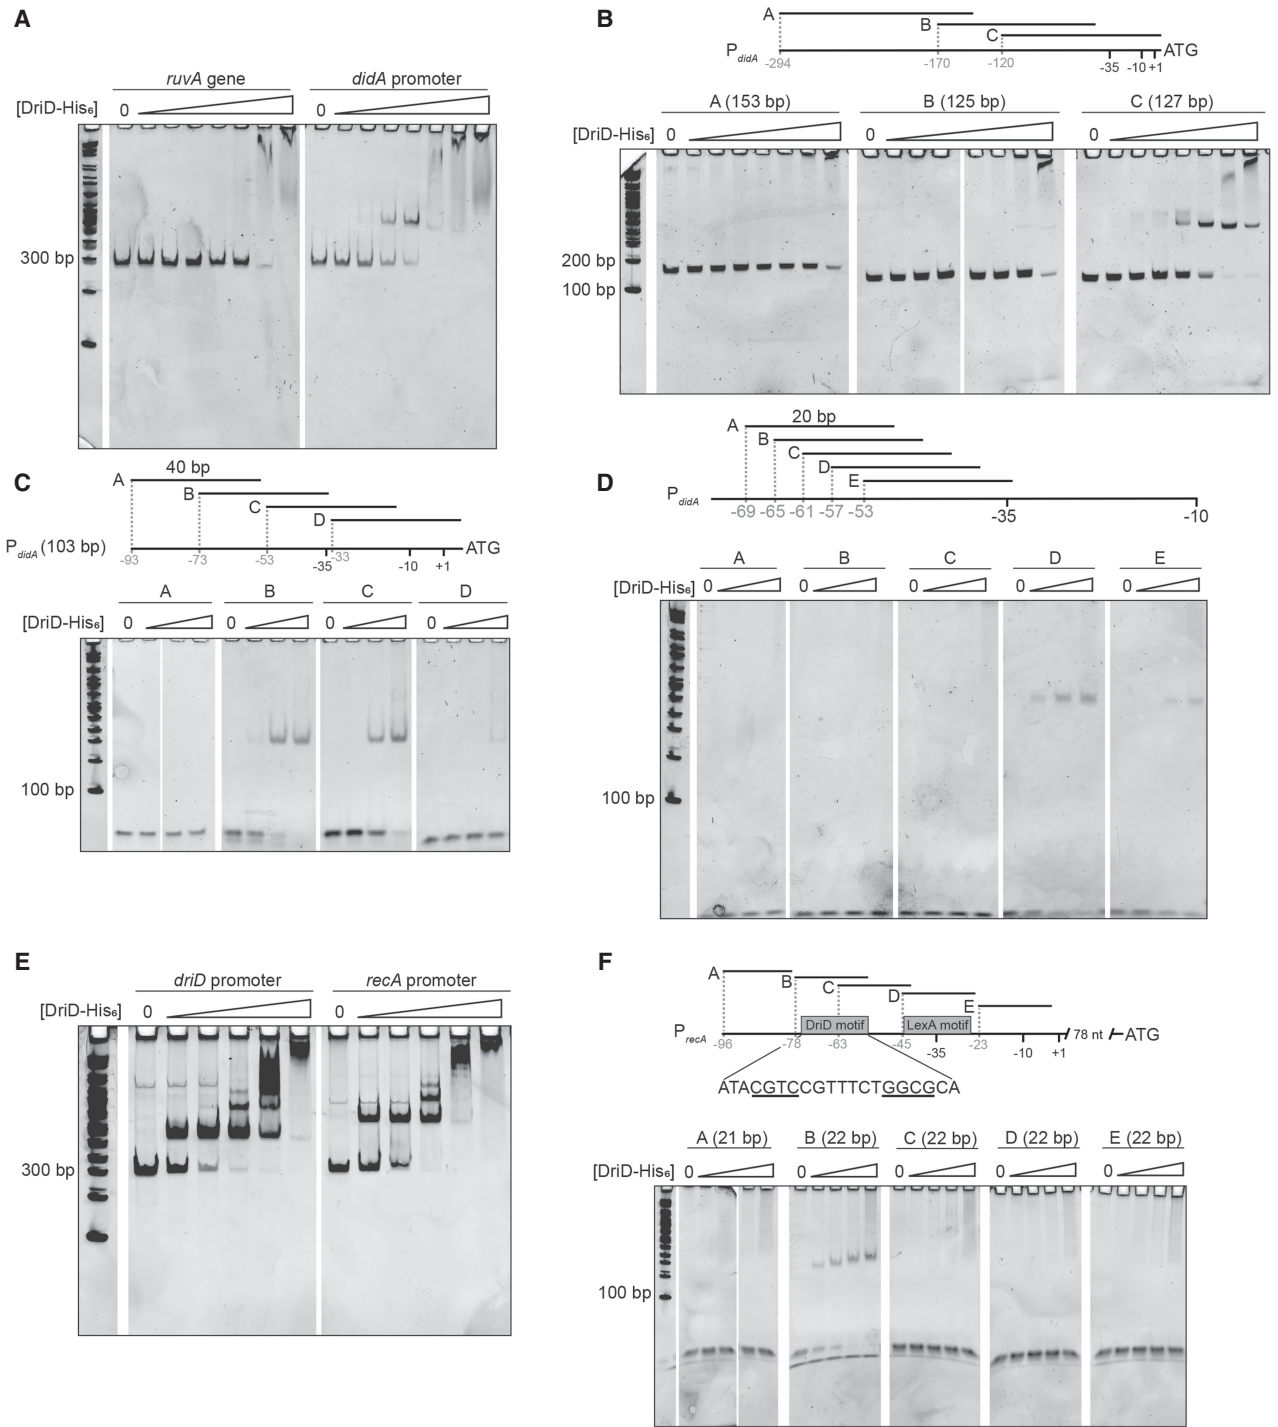 A
ruvA gene
didA promoter
[DriD-His₆]
0
0
300 bp
B
A
B
C
PdidA
ATG
-294
-170
-120
-35
-10
+1
A (153 bp)
B (125 bp)
C (127 bp)
[DriD-His₆]
0
0
0
200 bp
100 bp
C
40 bp
A
B
C
D
PdidA (103 bp)
ATG
-93
-73
-53
-35
-33
-10
+1
A
B
C
D
[DriD-His₆]
0
0
0
0
100 bp
D
20 bp
A
B
C
D
E
PdidA
-69
-65
-61
-57
-53
-35
-10
A
B
C
D
E
[DriD-His₆]
0
0
0
0
0
100 bp
E
driD promoter
recA promoter
[DriD-His₆]
0
0
300 bp
F
A
B
C
D
E
DriD motif
LexA motif
PrecA
78 nt
ATG
-96
-78
-63
-45
-35
-23
-10
+1
ATACGTCCGTTTCTGGCGCA
A (21 bp)
B (22 bp)
C (22 bp)
D (22 bp)
E (22 bp)
[DriD-His₆]
0
0
0
0
0
100 bp